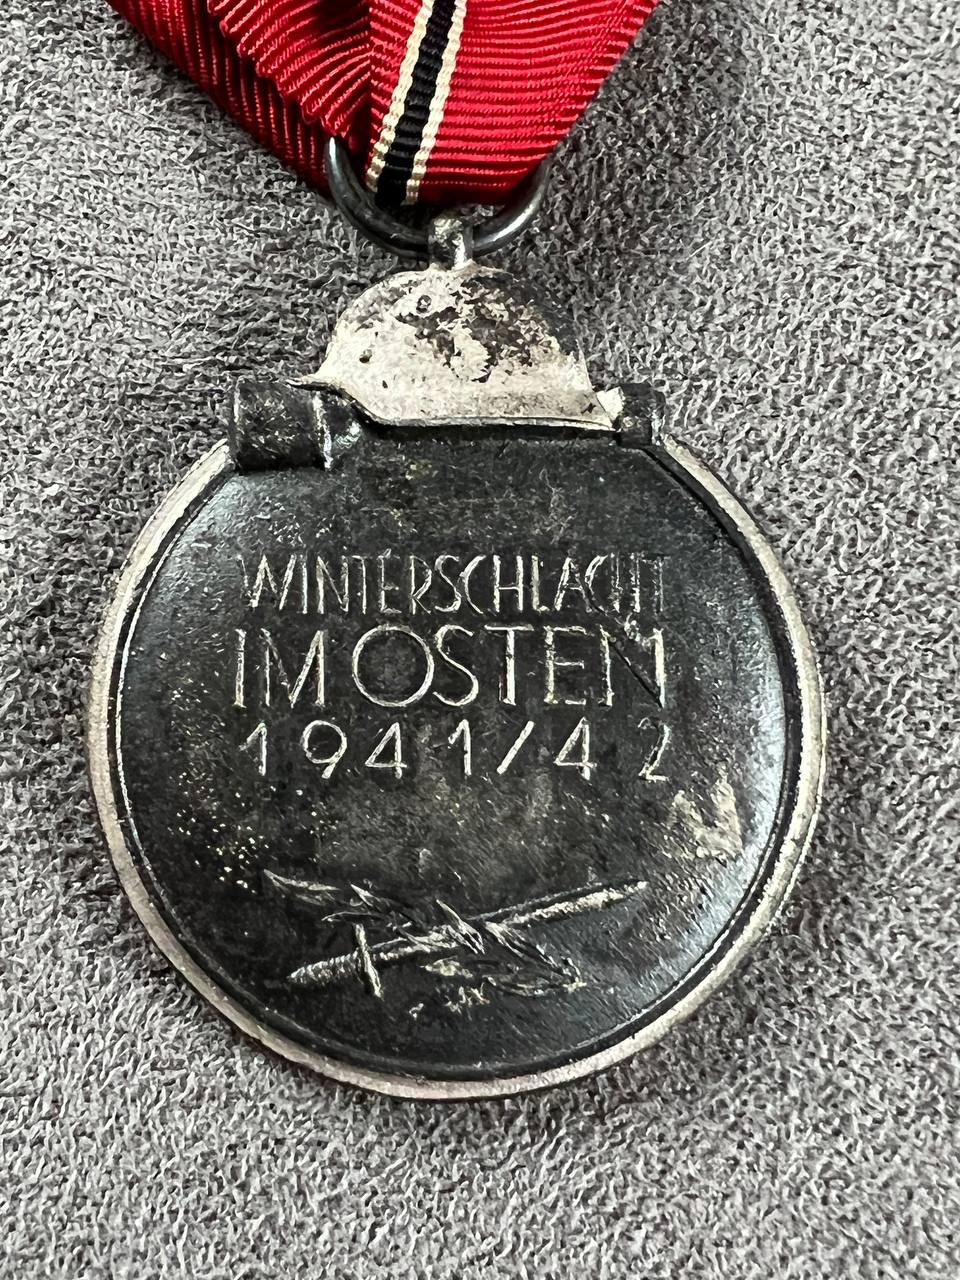 WINTERSCHLACHT
IM OSTEN
1941/42